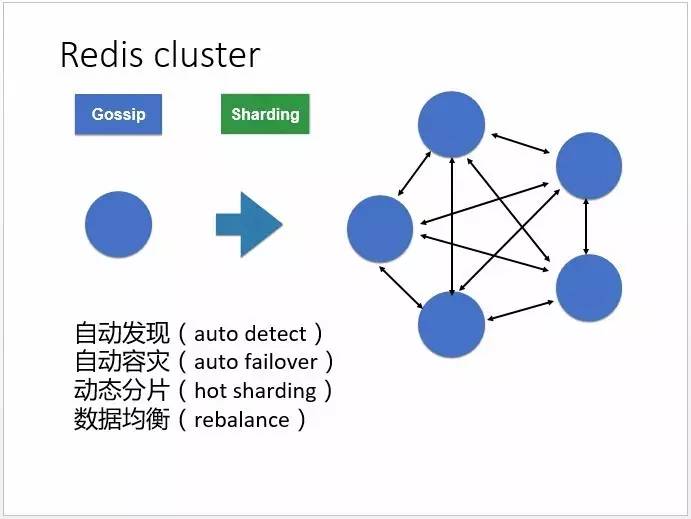 Redis cluster
Gossip
Sharding
自动发现（auto detect）
自动容灾（auto failover）
动态分片（hot sharding）
数据均衡（rebalance）